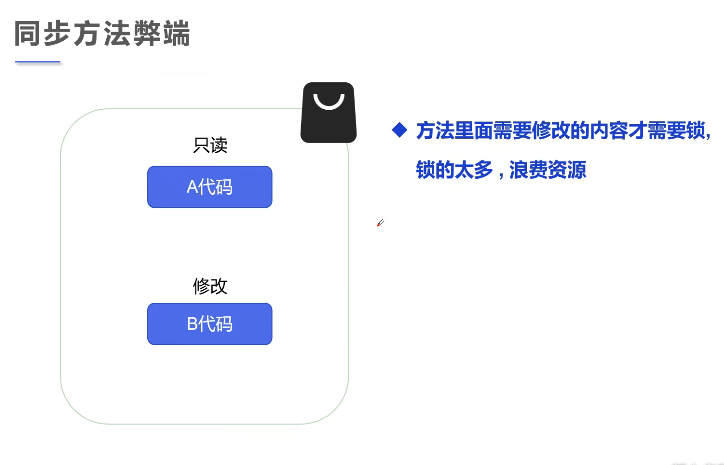 同步方法弊端
只读
A代码
修改
B代码
◆ 方法里面需要修改的内容才需要锁,
锁的太多 , 浪费资源